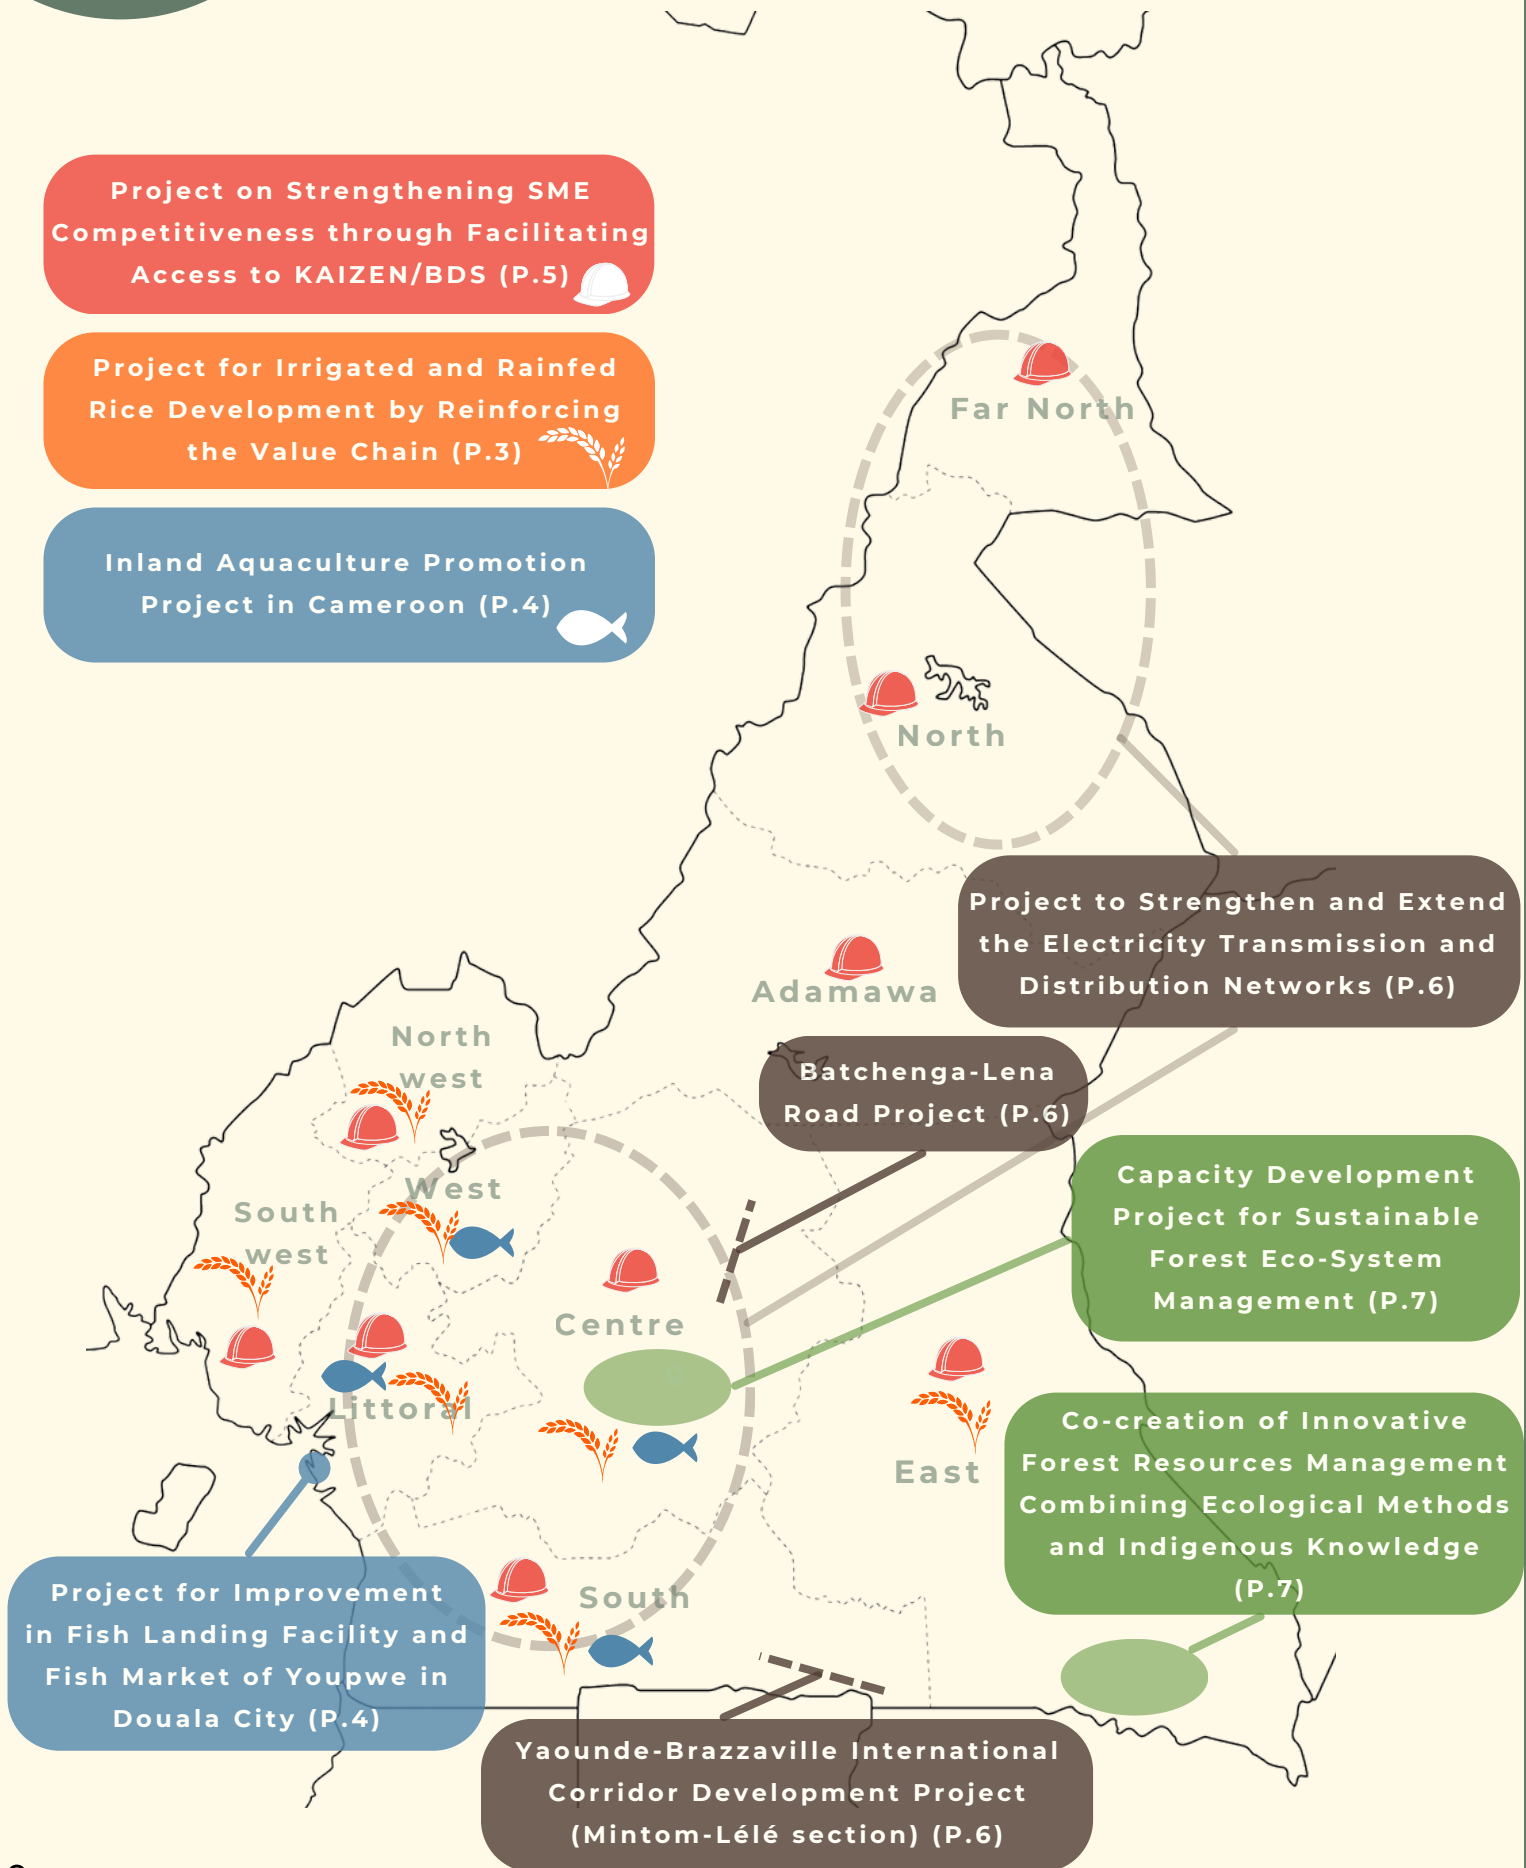 Project on Strengthening SME
Competitiveness through Facilitating
Access to KAIZEN/BDS (P.5)
Project for Irrigated and Rainfed
Rice Development by Reinforcing
the Value Chain (P.3)
Inland Aquaculture Promotion
Project in Cameroon (P.4)
Far North
North
Project to Strengthen and Extend
the Electricity Transmission and
Distribution Networks (P.6)
Adamawa
North
west
Batchenga-Lena
Road Project (P.6)
Capacity Development
Project for Sustainable
Forest Eco-System
Management (P.7)
West
South
west
Centre
Littoral
East
Co-creation of Innovative
Forest Resources Management
Combining Ecological Methods
and Indigenous Knowledge
(P.7)
South
Project for Improvement
in Fish Landing Facility and
Fish Market of Youpwe in
Douala City (P.4)
Yaounde-Brazzaville International
Corridor Development Project
(Mintom-Lélé section) (P.6)